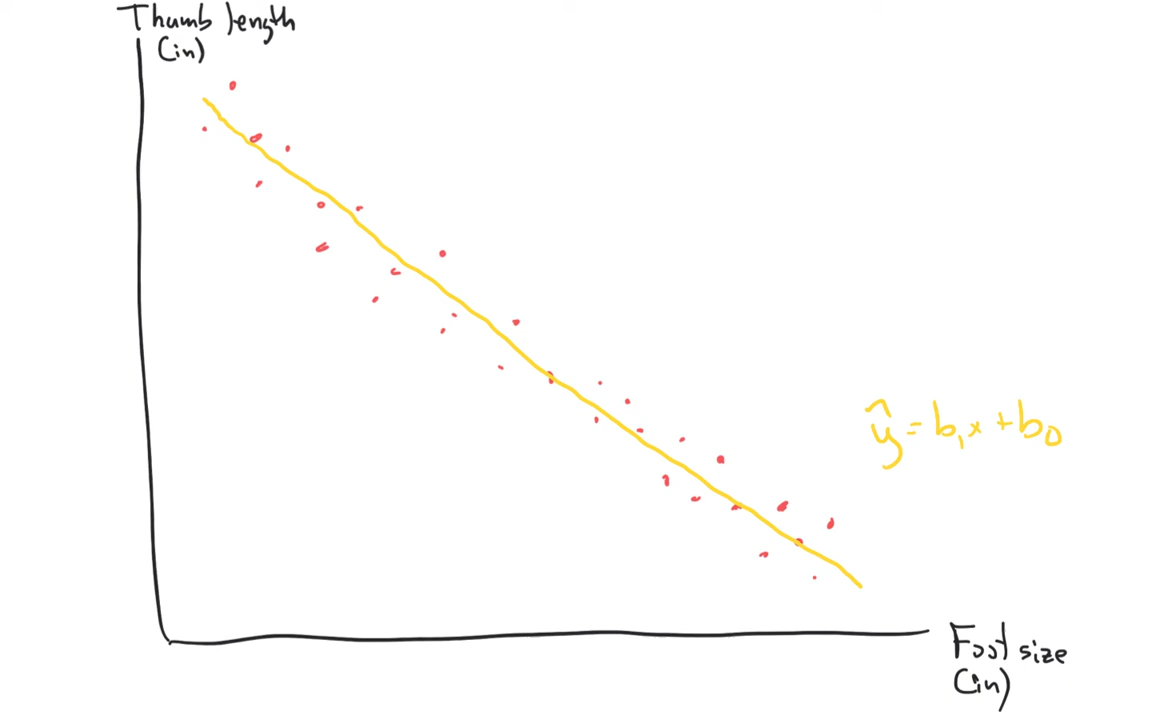 Thumb length
(in)
ŷ = b₁x + b₀
Foot size
(in)